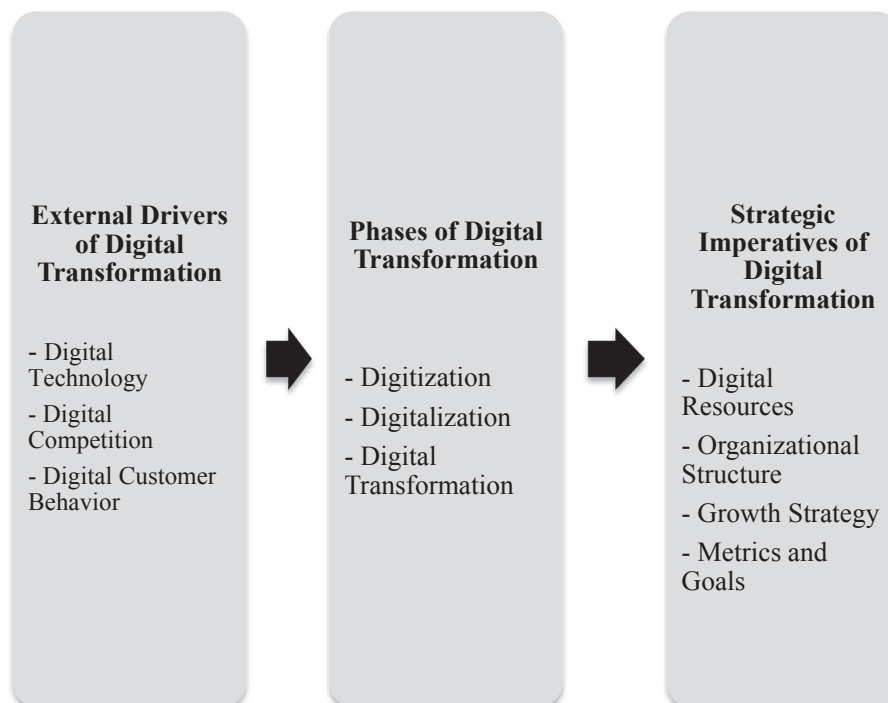 External Drivers
of Digital
Transformation
- Digital
Technology
- Digital
Competition
- Digital Customer
Behavior
Phases of Digital
Transformation
- Digitization
- Digitalization
- Digital
Transformation
Strategic
Imperatives of
Digital
Transformation
- Digital
Resources
- Organizational
Structure
- Growth Strategy
- Metrics and
Goals